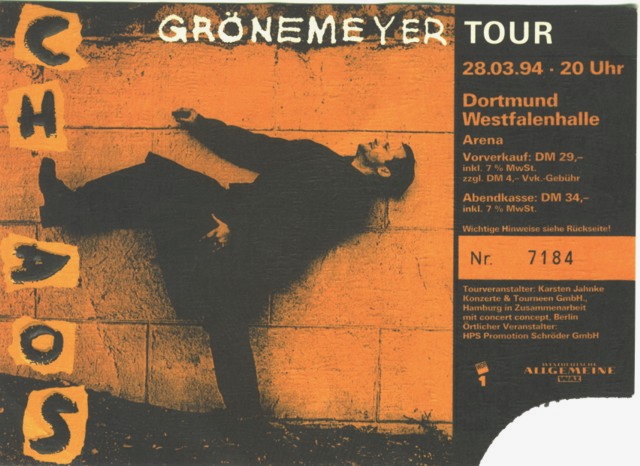 GRÖNEMEYER TOUR
CHAOS
28.03.94 · 20 Uhr
Dortmund
Westfalenhalle
Arena
Vorverkauf: DM 29,–
inkl. 7 % MwSt.
zzgl. DM 4,- Vvk.-Gebühr
Abendkasse: DM 34,–
inkl. 7 % MwSt.
Wichtige Hinweise siehe Rückseite!
Nr. 7184
Tourveranstalter: Karsten Jahnke
Konzerte & Tourneen GmbH.,
Hamburg in Zusammenarbeit
mit concert concept, Berlin
Örtlicher Veranstalter:
HPS Promotion Schröder GmbH
1
ALLGEMEINE
WAZ